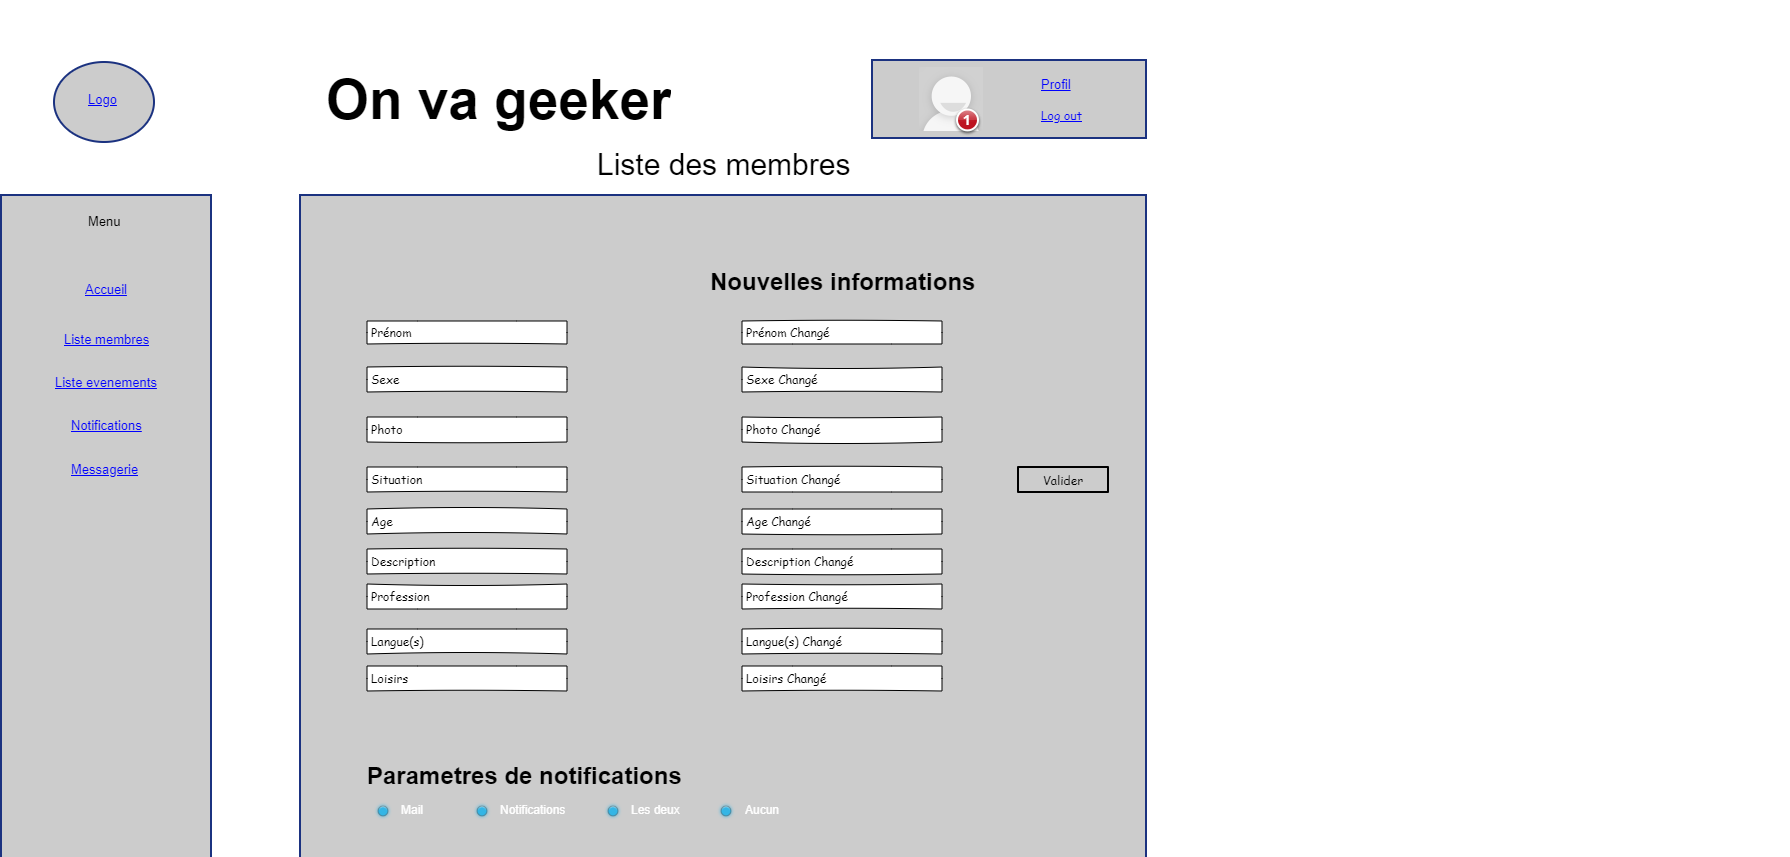 Logo
On va geeker
1
Profil
Log out
Liste des membres
Menu
Accueil
Liste membres
Liste evenements
Notifications
Messagerie
Nouvelles informations
Prénom
Prénom Changé
Sexe
Sexe Changé
Photo
Photo Changé
Situation
Situation Changé
Valider
Age
Age Changé
Description
Description Changé
Profession
Profession Changé
Langue(s)
Langue(s) Changé
Loisirs
Loisirs Changé
Parametres de notifications
Mail
Notifications
Les deux
Aucun